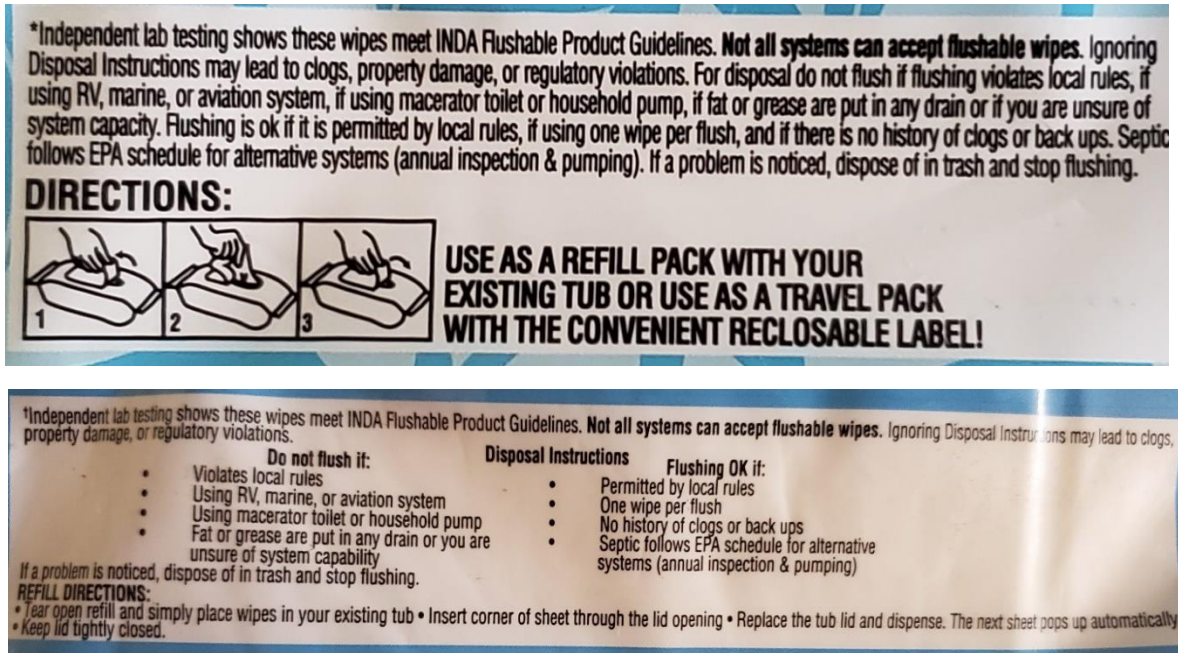 *Independent lab testing shows these wipes meet INDA Flushable Product Guidelines. Not all systems can accept flushable wipes. Ignoring
Disposal Instructions may lead to clogs, property damage, or regulatory violations. For disposal do not flush if flushing violates local rules, if
using RV, marine, or aviation system, if using macerator toilet or household pump, if fat or grease are put in any drain or if you are unsure of
system capacity. Flushing is ok if it is permitted by local rules, if using one wipe per flush, and if there is no history of clogs or back ups. Septic
follows EPA schedule for alternative systems (annual inspection & pumping). If a problem is noticed, dispose of in trash and stop flushing.
DIRECTIONS:
1 2 3
USE AS A REFILL PACK WITH YOUR
EXISTING TUB OR USE AS A TRAVEL PACK
WITH THE CONVENIENT RECLOSABLE LABEL!
†Independent lab testing shows these wipes meet INDA Flushable Product Guidelines. Not all systems can accept flushable wipes. Ignoring Disposal Instructions may lead to clogs,
property damage, or regulatory violations.
Disposal Instructions
Do not flush if:
• Violates local rules
• Using RV, marine, or aviation system
• Using macerator toilet or household pump
• Fat or grease are put in any drain or you are
unsure of system capability
Flushing OK if:
• Permitted by local rules
• One wipe per flush
• No history of clogs or back ups
• Septic follows EPA schedule for alternative
systems (annual inspection & pumping)
If a problem is noticed, dispose of in trash and stop flushing.
REFILL DIRECTIONS:
• Tear open refill and simply place wipes in your existing tub • Insert corner of sheet through the lid opening • Replace the tub lid and dispense. The next sheet pops up automatically
• Keep lid tightly closed.